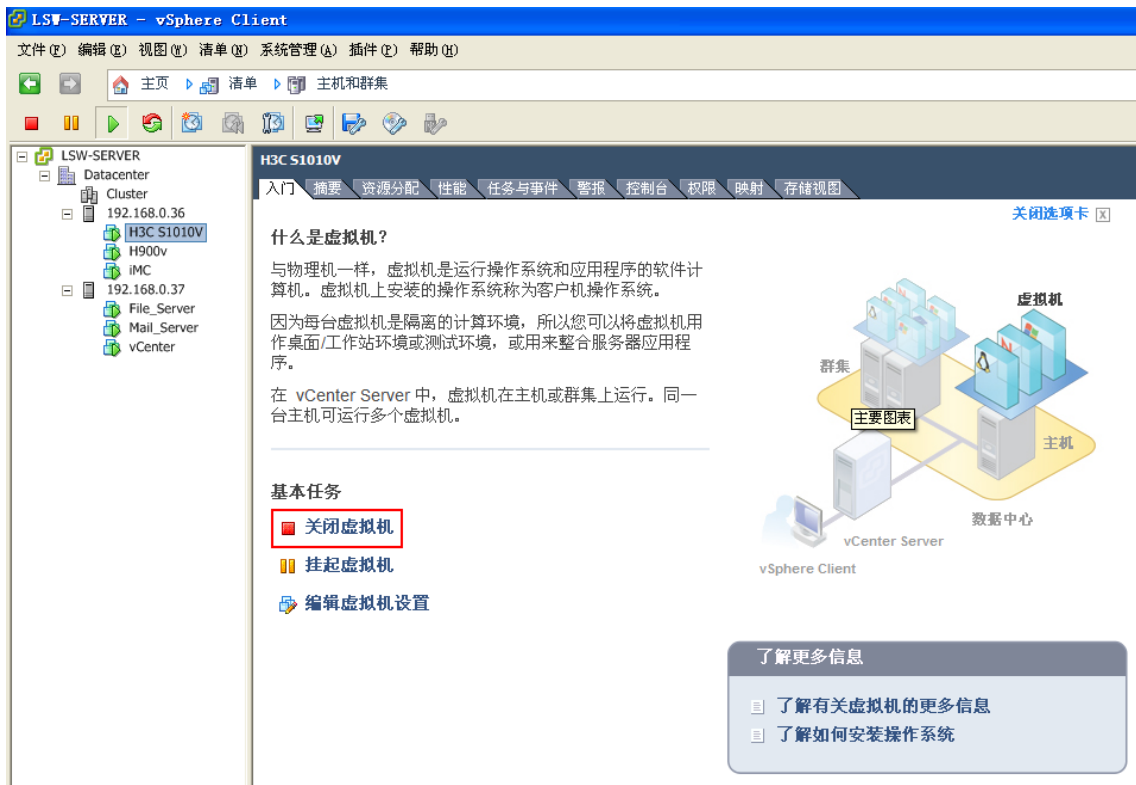 LSW-SERVER - vSphere Client
文件(F) 编辑(E) 视图(W) 清单(N) 系统管理(A) 插件(P) 帮助(H)
主页 清单 主机和群集
LSW-SERVER
Datacenter
Cluster
192.168.0.36
H3C S1010V
H900v
iMC
192.168.0.37
File_Server
Mail_Server
vCenter
H3C S1010V
入门 摘要 资源分配 性能 任务与事件 警报 控制台 权限 映射 存储视图
关闭选项卡 X
什么是虚拟机?
与物理机一样，虚拟机是运行操作系统和应用程序的软件计
算机。虚拟机上安装的操作系统称为客户机操作系统。
因为每台虚拟机是隔离的计算环境，所以您可以将虚拟机用
作桌面/工作站环境或测试环境，或用来整合服务器应用程
序。
在 vCenter Server 中，虚拟机在主机或群集上运行。同一
台主机可运行多个虚拟机。
基本任务
关闭虚拟机
挂起虚拟机
编辑虚拟机设置
虚拟机
群集
主要图表
主机
数据中心
vCenter Server
vSphere Client
了解更多信息
了解有关虚拟机的更多信息
了解如何安装操作系统